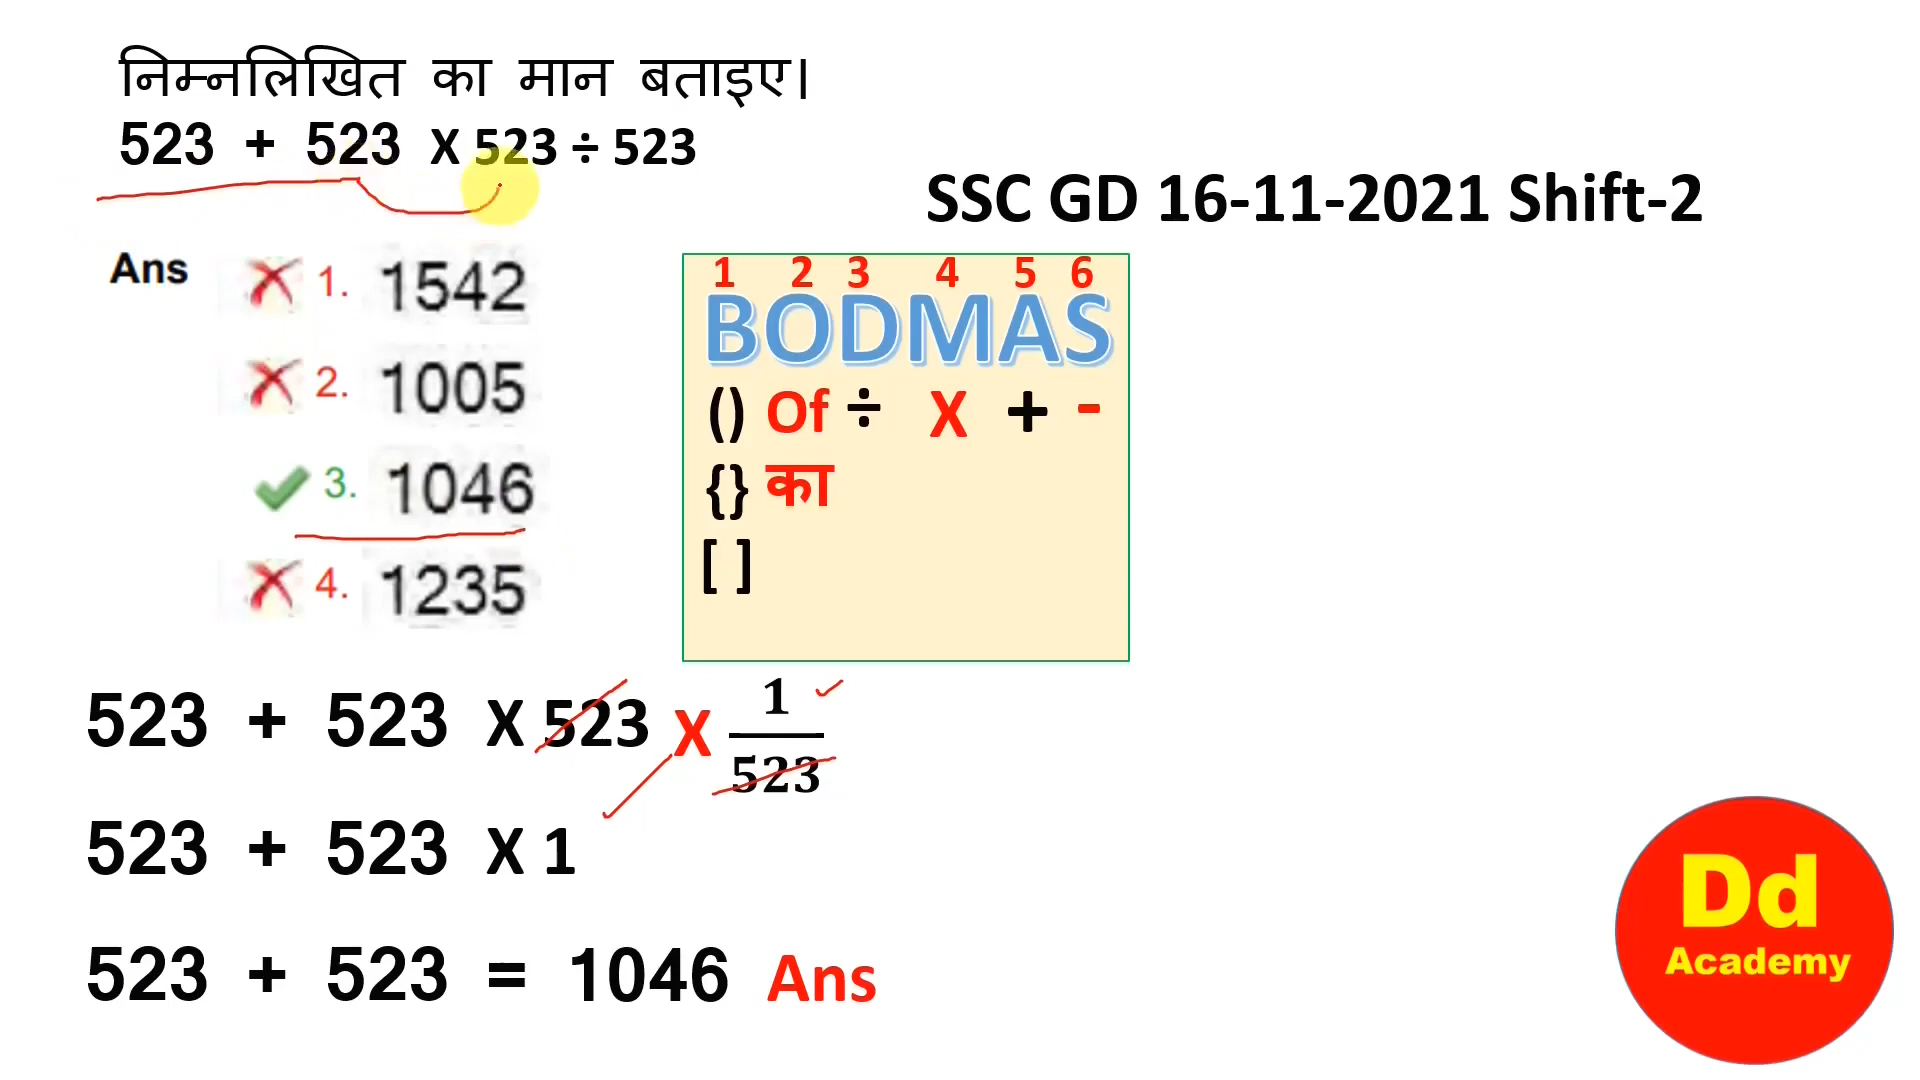 निम्नलिखित का मान बताइए।
523 + 523 X 523 ÷ 523
SSC GD 16-11-2021 Shift-2
Ans
1. 1542
2. 1005
3. 1046
4. 1235
1 2 3 4 5 6
BODMAS
() Of ÷ X + -
{} का
[ ]
523 + 523 X 523 X 1/523
523 + 523 X 1
523 + 523 = 1046 Ans
Dd
Academy